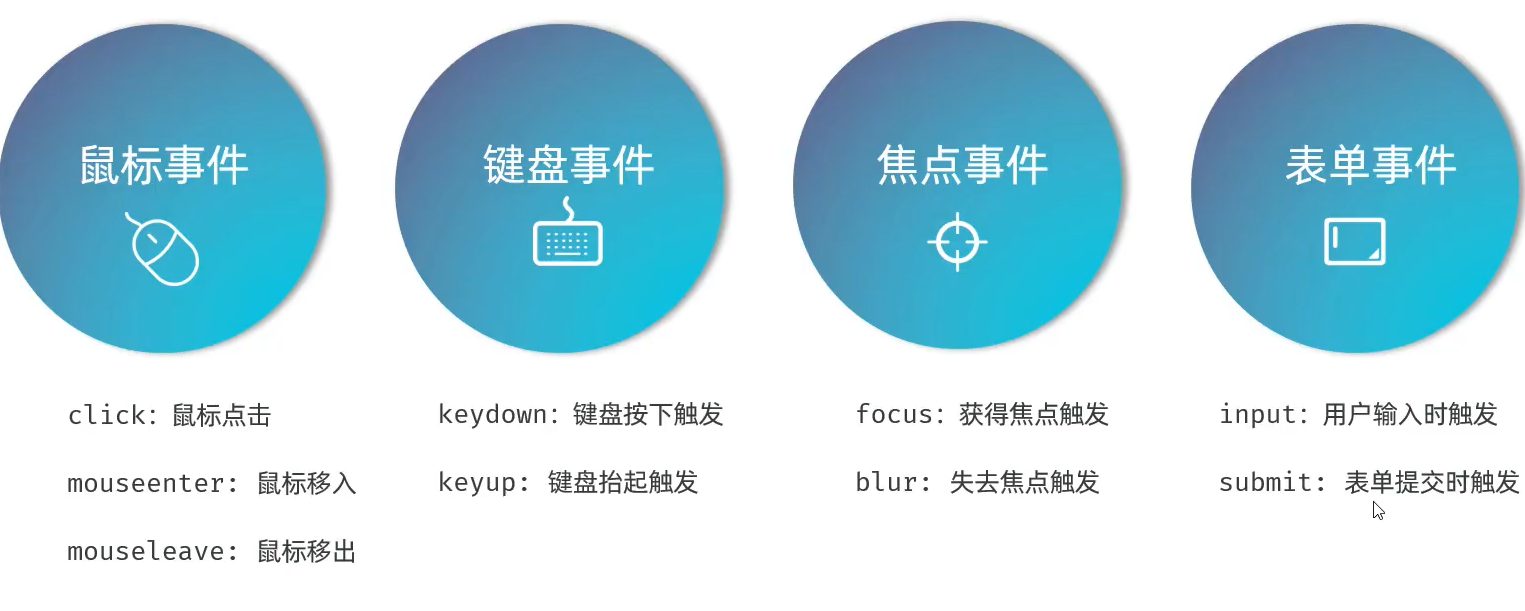 鼠标事件
键盘事件
焦点事件
表单事件
click：鼠标点击
mouseenter: 鼠标移入
mouseleave: 鼠标移出
keydown：键盘按下触发
keyup: 键盘抬起触发
focus：获得焦点触发
blur: 失去焦点触发
input：用户输入时触发
submit: 表单提交时触发